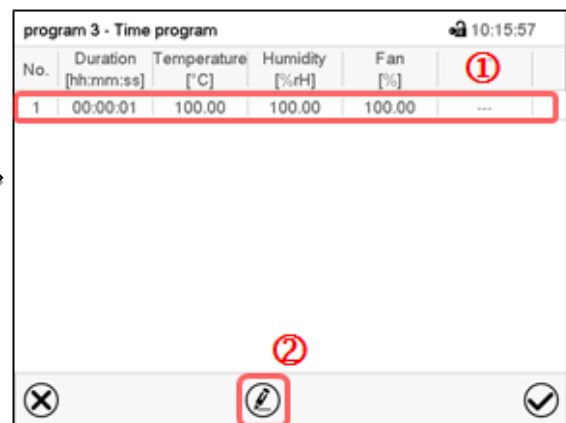 program 3 - Time program 10:15:57
No. Duration [hh:mm:ss] Temperature [°C] Humidity [%rH] Fan [%] ①
1 00:00:01 100.00 100.00 100.00 ---
②